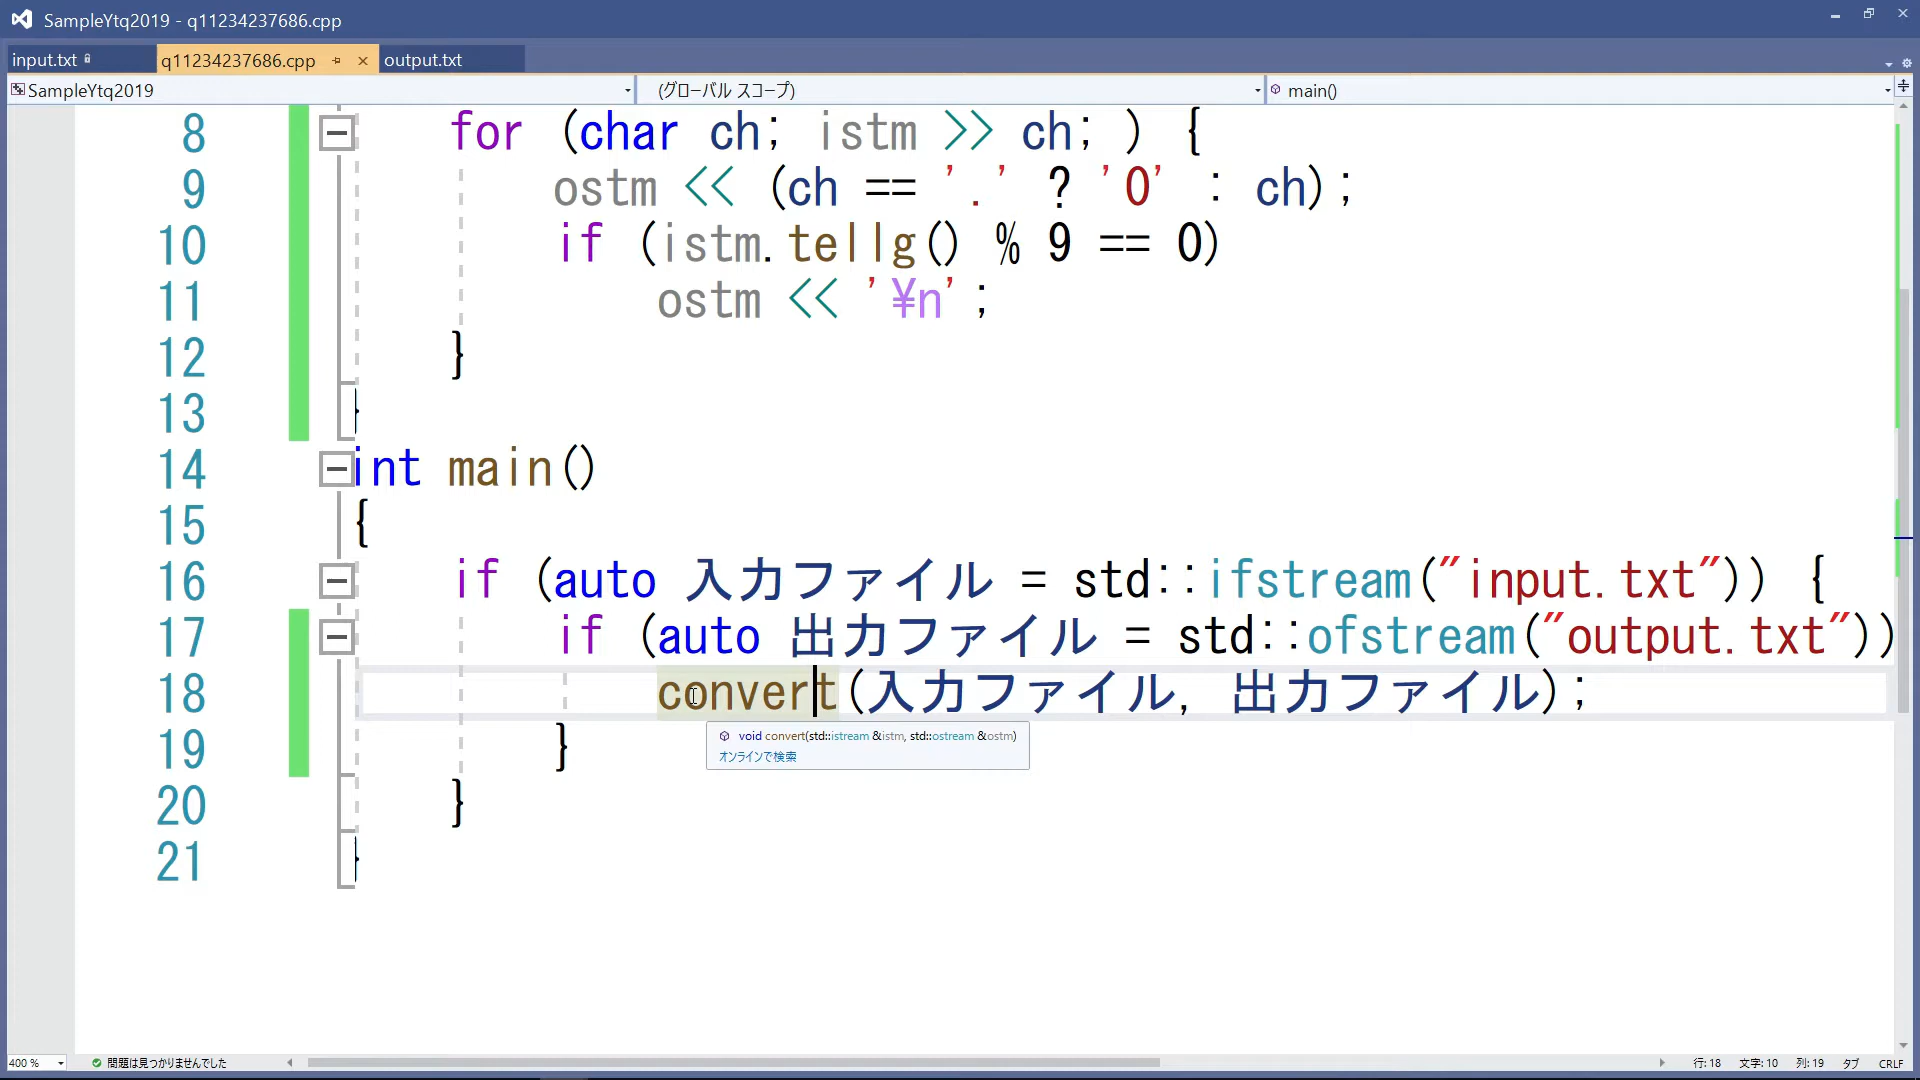 SampleYtq2019 - q11234237686.cpp
input.txt q11234237686.cpp output.txt
SampleYtq2019 (グローバル スコープ) main()
8 for (char ch; istm >> ch; ) {
9 ostm << (ch == '.' ? '0' : ch);
10 if (istm.tellg() % 9 == 0)
11 ostm << '¥n';
12 }
13 }
14 int main()
15 {
16 if (auto 入力ファイル = std::ifstream("input.txt")) {
17 if (auto 出力ファイル = std::ofstream("output.txt"))
18 convert(入力ファイル, 出力ファイル);
void convert(std::istream &istm, std::ostream &ostm)
オンラインで検索
19 }
20 }
21 }
400 % 問題は見つかりませんでした 行: 18 文字: 10 列: 19 タブ CRLF